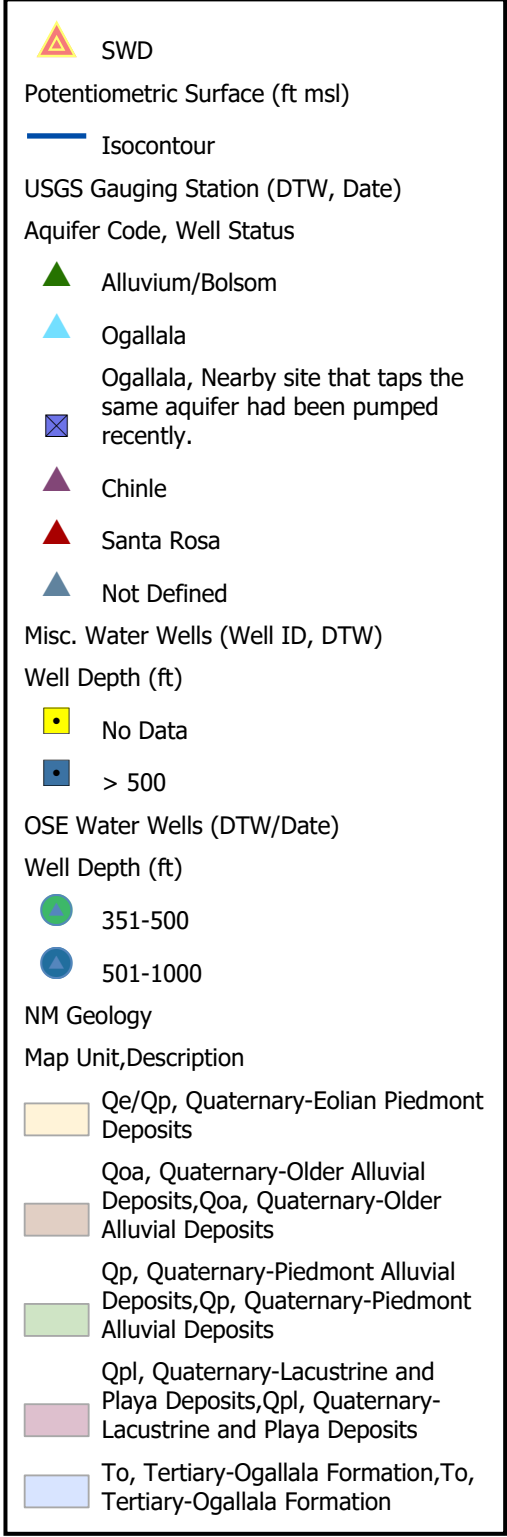 SWD
Potentiometric Surface (ft msl)
Isocontour
USGS Gauging Station (DTW, Date)
Aquifer Code, Well Status
Alluvium/Bolsom
Ogallala
Ogallala, Nearby site that taps the
same aquifer had been pumped
recently.
Chinle
Santa Rosa
Not Defined
Misc. Water Wells (Well ID, DTW)
Well Depth (ft)
No Data
> 500
OSE Water Wells (DTW/Date)
Well Depth (ft)
351-500
501-1000
NM Geology
Map Unit,Description
Qe/Qp, Quaternary-Eolian Piedmont
Deposits
Qoa, Quaternary-Older Alluvial
Deposits,Qoa, Quaternary-Older
Alluvial Deposits
Qp, Quaternary-Piedmont Alluvial
Deposits,Qp, Quaternary-Piedmont
Alluvial Deposits
Qpl, Quaternary-Lacustrine and
Playa Deposits,Qpl, Quaternary-
Lacustrine and Playa Deposits
To, Tertiary-Ogallala Formation,To,
Tertiary-Ogallala Formation